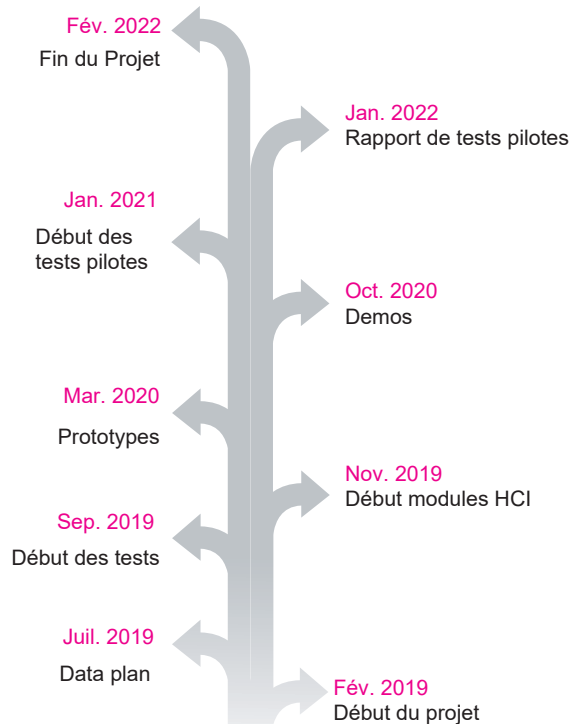 Fév. 2022
Fin du Projet
Jan. 2022
Rapport de tests pilotes
Jan. 2021
Début des
tests pilotes
Oct. 2020
Demos
Mar. 2020
Prototypes
Nov. 2019
Début modules HCI
Sep. 2019
Début des tests
Juil. 2019
Data plan
Fév. 2019
Début du projet